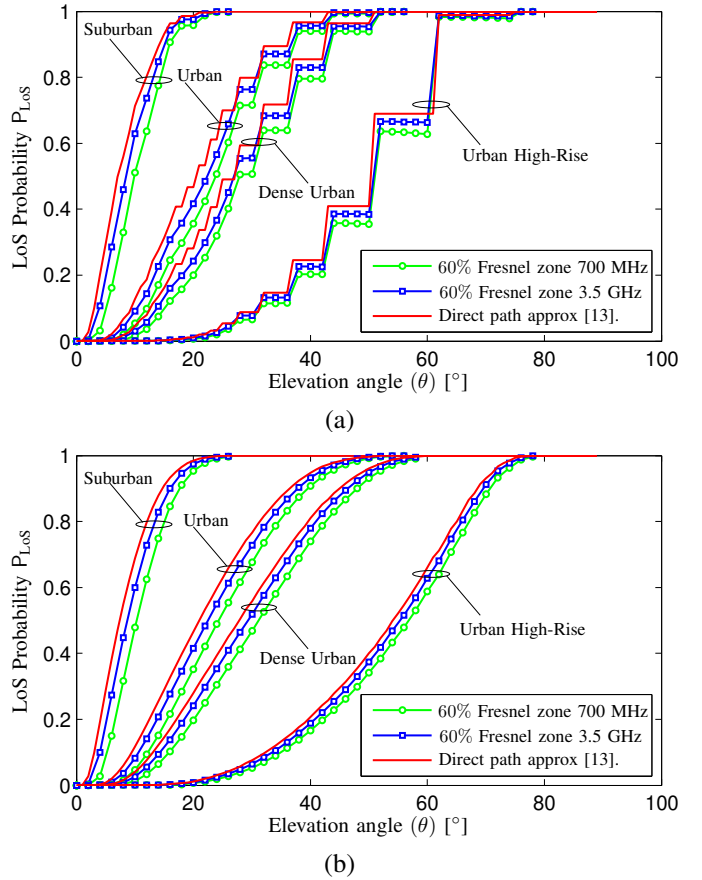 1
0.8
0.6
0.4
0.2
0
0 20 40 60 80 100
LoS Probability P_LoS
Elevation angle (θ) [°]
Suburban
Urban
Dense Urban
Urban High-Rise
60% Fresnel zone 700 MHz
60% Fresnel zone 3.5 GHz
Direct path approx [13].
(a)
1
0.8
0.6
0.4
0.2
0
0 20 40 60 80 100
LoS Probability P_LoS
Elevation angle (θ) [°]
Suburban
Urban
Dense Urban
Urban High-Rise
60% Fresnel zone 700 MHz
60% Fresnel zone 3.5 GHz
Direct path approx [13].
(b)